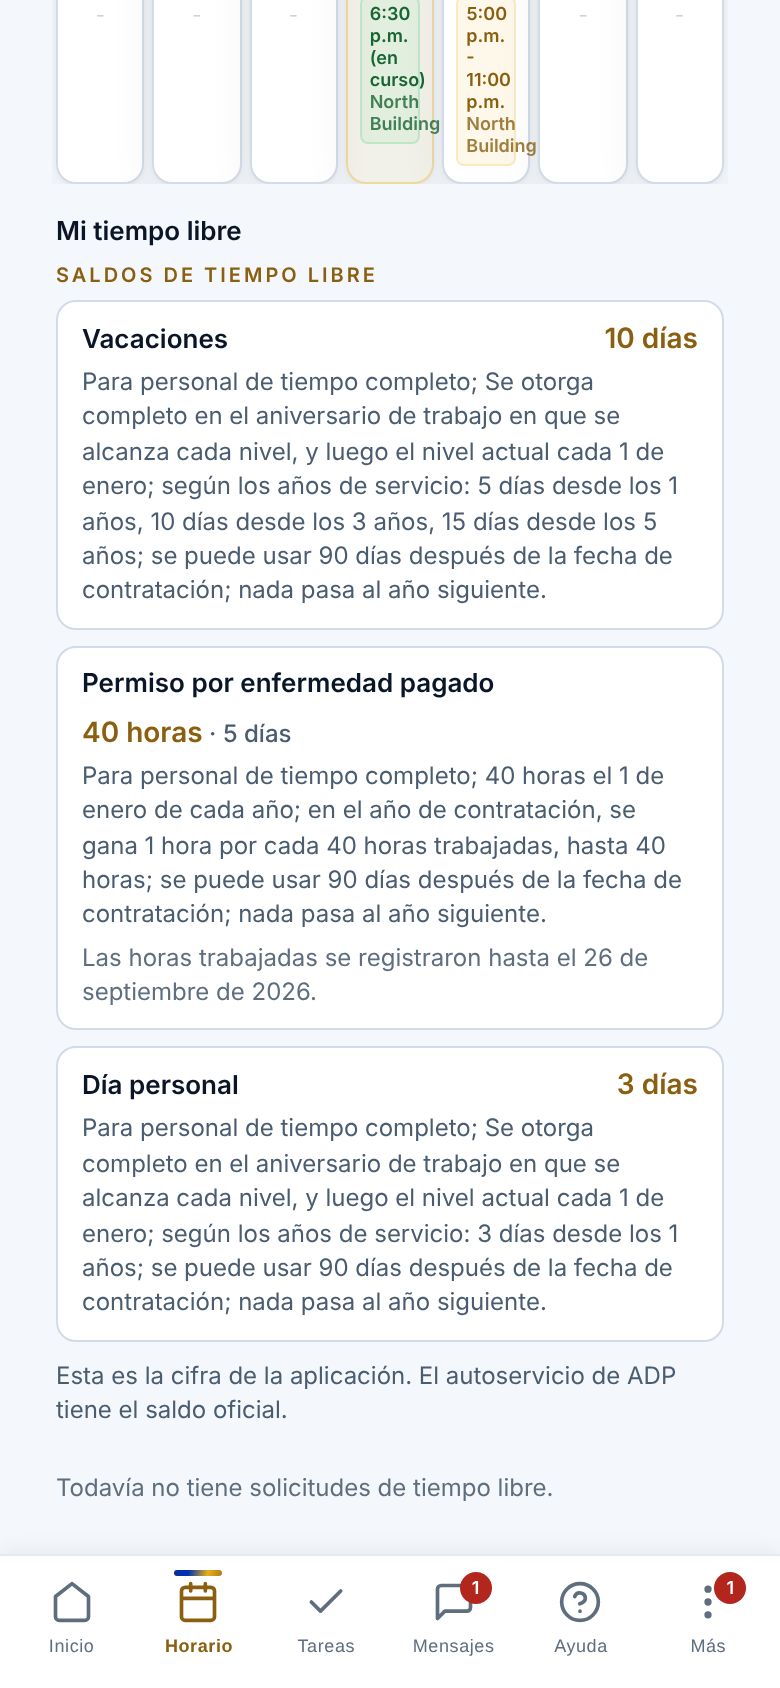 -
-
-
6:30
p.m.
(en
curso)
North
Building
5:00
p.m.
-
11:00
p.m.
North
Building
-
-
Mi tiempo libre
SALDOS DE TIEMPO LIBRE
Vacaciones
10 días
Para personal de tiempo completo; Se otorga
completo en el aniversario de trabajo en que se
alcanza cada nivel, y luego el nivel actual cada 1 de
enero; según los años de servicio: 5 días desde los 1
años, 10 días desde los 3 años, 15 días desde los 5
años; se puede usar 90 días después de la fecha de
contratación; nada pasa al año siguiente.
Permiso por enfermedad pagado
40 horas · 5 días
Para personal de tiempo completo; 40 horas el 1 de
enero de cada año; en el año de contratación, se
gana 1 hora por cada 40 horas trabajadas, hasta 40
horas; se puede usar 90 días después de la fecha de
contratación; nada pasa al año siguiente.
Las horas trabajadas se registraron hasta el 26 de
septiembre de 2026.
Día personal
3 días
Para personal de tiempo completo; Se otorga
completo en el aniversario de trabajo en que se
alcanza cada nivel, y luego el nivel actual cada 1 de
enero; según los años de servicio: 3 días desde los 1
años; se puede usar 90 días después de la fecha de
contratación; nada pasa al año siguiente.
Esta es la cifra de la aplicación. El autoservicio de ADP
tiene el saldo oficial.
Todavía no tiene solicitudes de tiempo libre.
1
1
Inicio
Horario
Tareas
Mensajes
Ayuda
Más